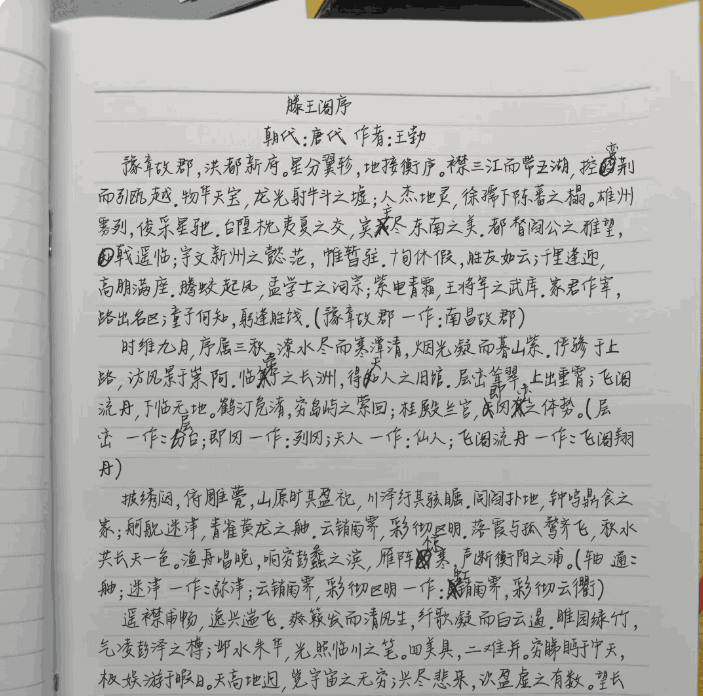 滕王阁序
朝代:唐代 作者:王勃
豫章故郡,洪都新府.星分翼轸,地接衡庐.襟三江而带五湖,控蛮荆
而引瓯越.物华天宝,龙光射牛斗之墟;人杰地灵,徐孺下陈蕃之榻.雄州
雾列,俊采星驰.台隍枕夷夏之交,宾主尽东南之美.都督阎公之雅望,
戟遥临;宇文新州之懿范,帷暂驻.十旬休假,胜友如云;千里逢迎,
高朋满座.腾蛟起凤,孟学士之词宗;紫电青霜,王将军之武库.家君作宰,
路出名区;童子何知,躬逢胜饯.(豫章故郡 一作:南昌故郡)
时维九月,序属三秋.潦水尽而寒潭清,烟光凝而暮山紫.俨骖于上
路,访风景于崇阿.临帝子之长洲,得天人之旧馆.层峦耸翠,上出重霄;飞阁
流丹,下临无地。鹤汀凫渚,穷岛屿之萦回;桂殿兰宫,即冈峦之体势。(层
峦 一作:层台;即冈 一作:列冈;天人 一作:仙人;飞阁流丹 一作:飞阁翔
丹)
披绣闼,俯雕甍,山原旷其盈视,川泽纡其骇瞩.闾阎扑地,钟鸣鼎食之
家;舸舰迷津,青雀黄龙之舳.云销雨霁,彩彻区明.落霞与孤鹜齐飞,秋水
共长天一色。渔舟唱晚,响穷彭蠡之滨,雁阵惊寒,声断衡阳之浦。(轴 通:
舳;迷津 一作:弥津;云销雨霁,彩彻区明 一作:虹销雨霁,彩彻云衢)
遥襟甫畅,逸兴遄飞。爽籁发而清风生,纤歌凝而白云遏。睢园绿竹,
气凌彭泽之樽;邺水朱华,光照临川之笔。四美具,二难并。穷睇眄于中天,
极娱游于暇日。天高地迥,觉宇宙之无穷;兴尽悲来,识盈虚之有数。望长